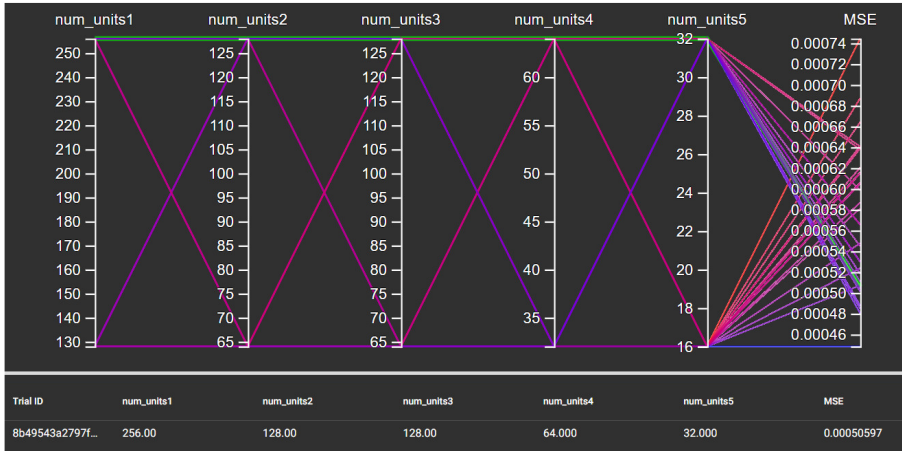 num_units1 num_units2 num_units3 num_units4 num_units5 MSE
250 240 230 220 210 200 190 180 170 160 150 140 130
125 120 115 110 105 100 95 90 85 80 75 70 65
125 120 115 110 105 100 95 90 85 80 75 70 65
60 55 50 45 40 35
32 30 28 26 24 22 20 18 16
0.00074 0.00072 0.00070 0.00068 0.00066 0.00064 0.00062 0.00060 0.00058 0.00056 0.00054 0.00052 0.00050 0.00048 0.00046
Trial ID num_units1 num_units2 num_units3 num_units4 num_units5 MSE
8b49543a2797f... 256.00 128.00 128.00 64.000 32.000 0.00050597